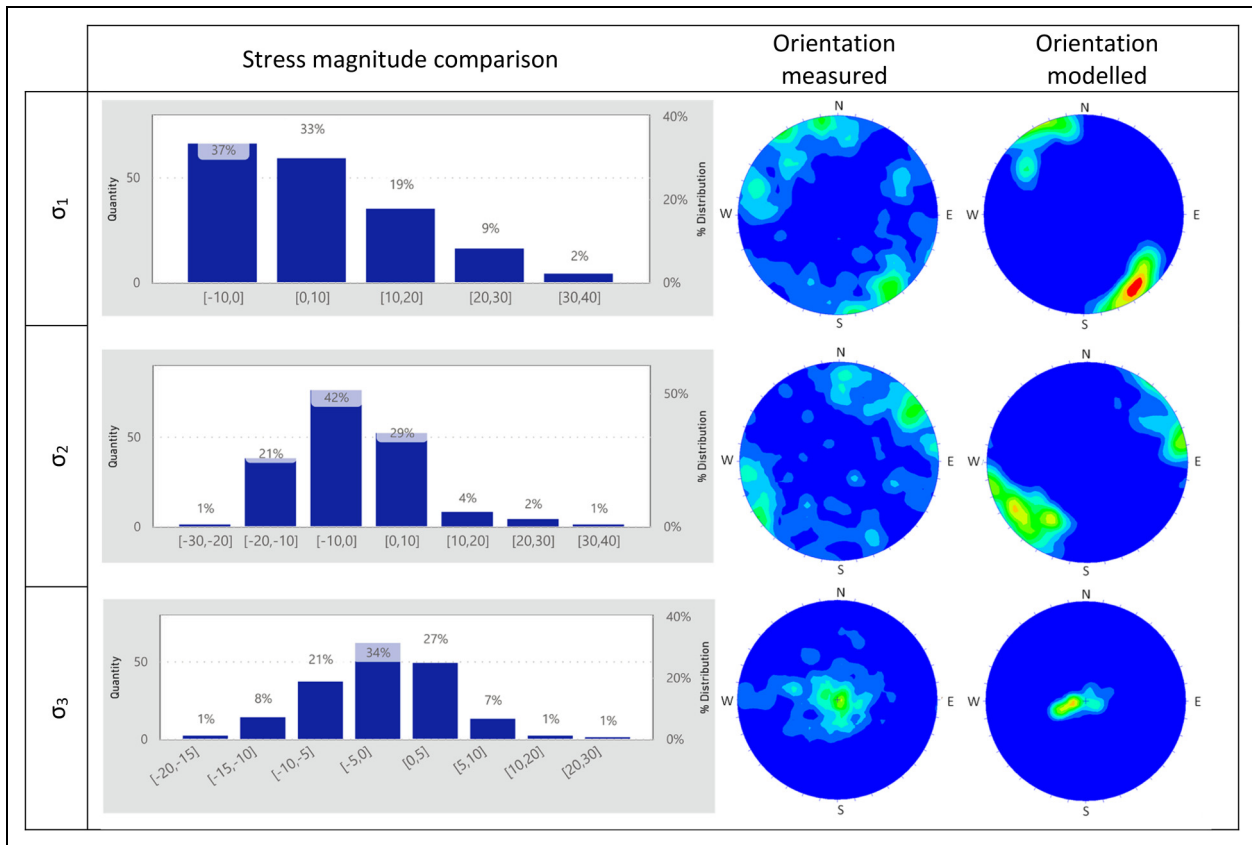 Stress magnitude comparison
Orientation
measured
Orientation
modelled
σ1
Quantity
50
0
37%
33%
19%
9%
2%
[-10,0]
[0,10]
[10,20]
[20,30]
[30,40]
40%
20%
0%
% Distribution
N
W
E
S
N
W
E
S
σ2
Quantity
50
0
1%
21%
42%
29%
4%
2%
1%
[-30,-20]
[-20,-10]
[-10,0]
[0,10]
[10,20]
[20,30]
[30,40]
50%
0%
% Distribution
N
W
E
S
N
W
E
S
σ3
Quantity
50
0
1%
8%
21%
34%
27%
7%
1%
1%
[-20,-15]
[-15,-10]
[-10,-5]
[-5,0]
[0,5]
[5,10]
[10,20]
[20,30]
40%
20%
0%
% Distribution
N
W
E
S
N
W
E
S